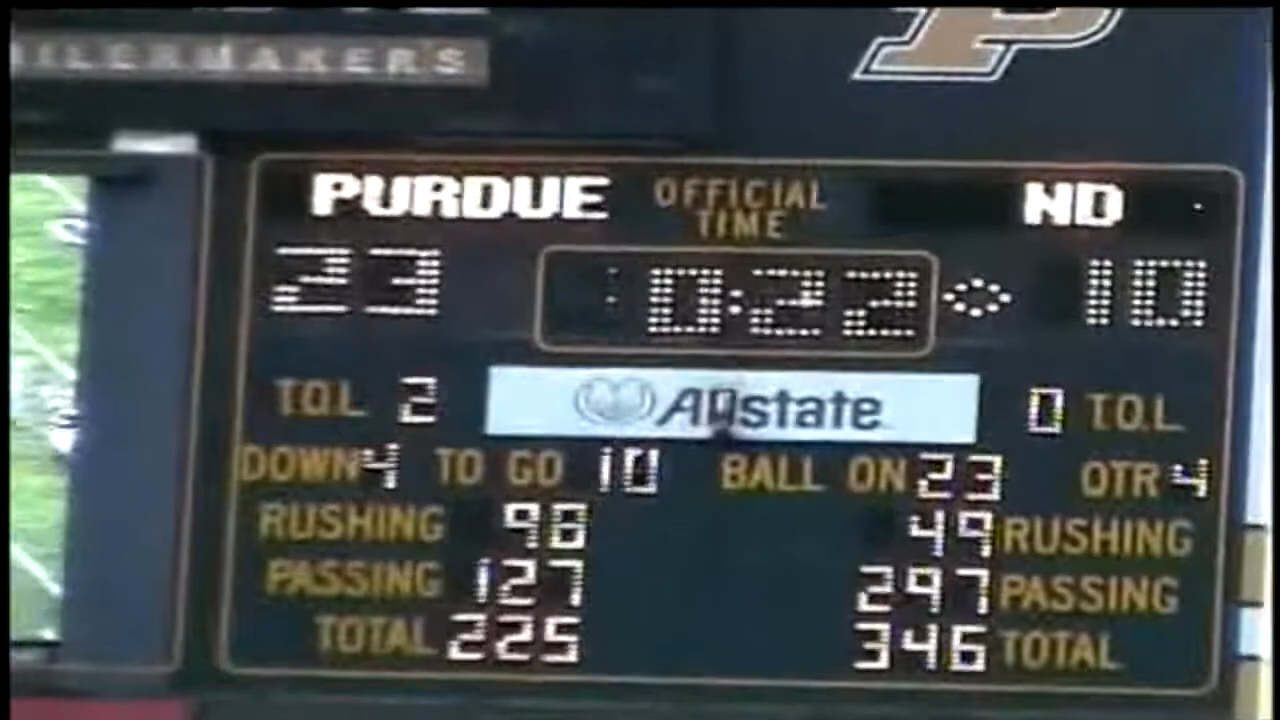 ILERMAKERS
P
PURDUE OFFICIAL TIME ND
23 0:22 10
T.O.L 2 Allstate 0 T.O.L
DOWN 4 TO GO 10 BALL ON 23 QTR 4
RUSHING 98 49 RUSHING
PASSING 127 297 PASSING
TOTAL 225 346 TOTAL